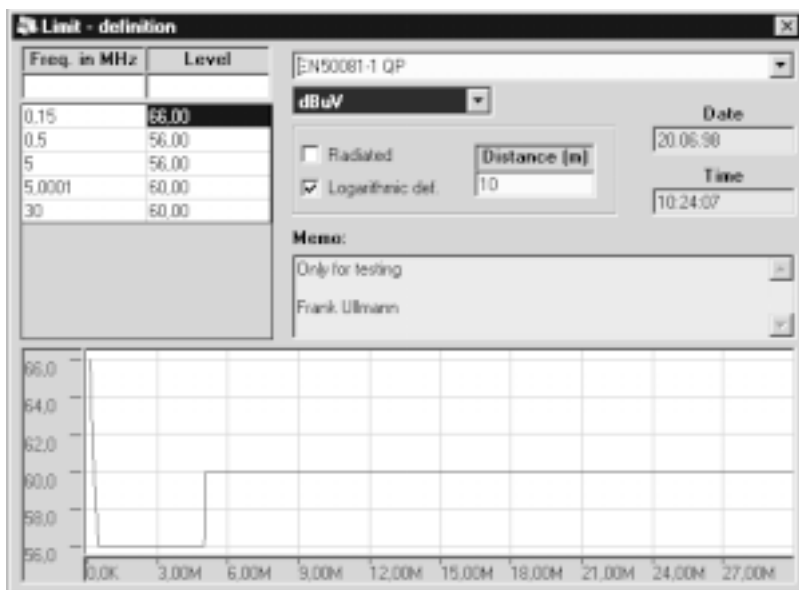 Limit - definition
Freq. in MHz Level
0,15 66,00
0,5 56,00
5 56,00
5,0001 60,00
30 60,00
EN50081-1 QP
dBuV
Radiated
Logarithmic def.
Distance (m)
10
Date
20.06.98
Time
10:24:07
Memo:
Only for testing
Frank Ullmann
66,0
64,0
62,0
60,0
58,0
56,0
0,0K 3,00M 6,00M 9,00M 12,00M 15,00M 18,00M 21,00M 24,00M 27,00M